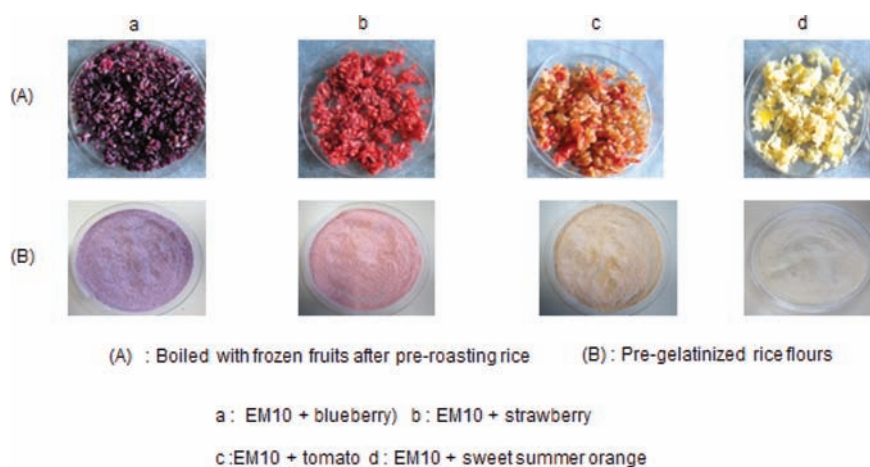 a b c d
(A)
(B)
(A) : Boiled with frozen fruits after pre-roasting rice (B) : Pre-gelatinized rice flours
a : EM10 + blueberry) b : EM10 + strawberry
c :EM10 + tomato d : EM10 + sweet summer orange